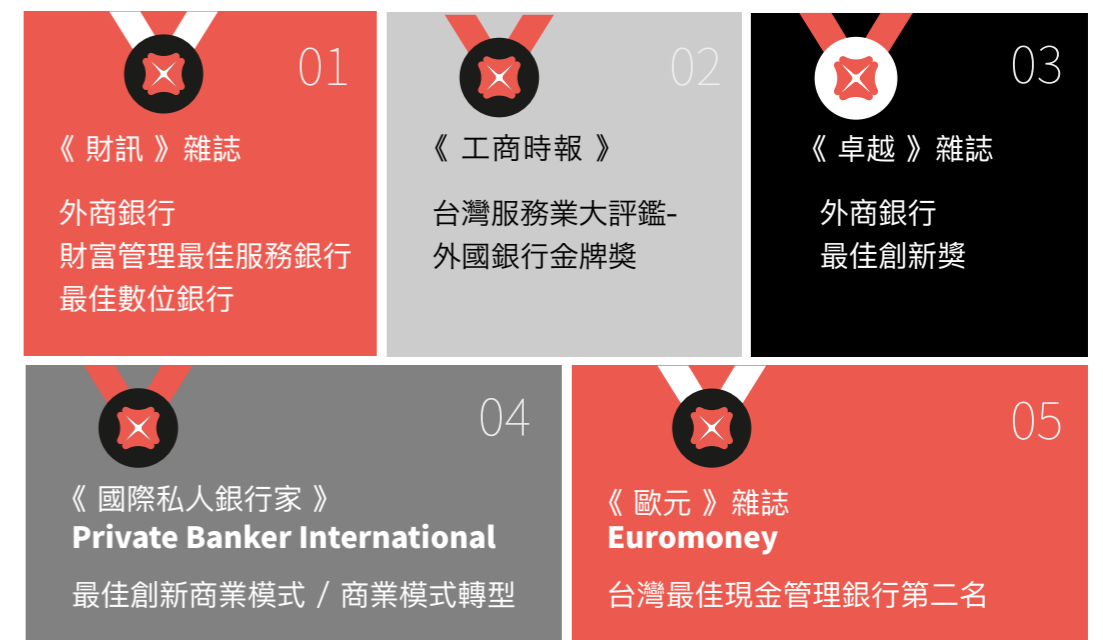 01
《 財訊 》雜誌
外商銀行
財富管理最佳服務銀行
最佳數位銀行
02
《 工商時報 》
台灣服務業大評鑑-
外國銀行金牌獎
03
《 卓越 》雜誌
外商銀行
最佳創新獎
04
《 國際私人銀行家 》
Private Banker International
最佳創新商業模式 / 商業模式轉型
05
《 歐元 》雜誌
Euromoney
台灣最佳現金管理銀行第二名